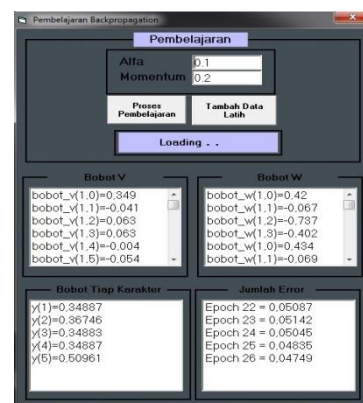 Pembelajaran Backpropagation
Pembelajaran
Alfa 0.1
Momentum 0.2
Proses Pembelajaran
Tambah Data Latih
Loading . .
Bobot V
bobot_v(1,0)=0,349
bobot_v(1,1)=-0,041
bobot_v(1,2)=0,063
bobot_v(1,3)=0,063
bobot_v(1,4)=-0,004
bobot_v(1,5)=-0,054
Bobot W
bobot_w(1,0)=0,42
bobot_w(1,1)=-0,067
bobot_w(1,2)=-0,737
bobot_w(1,3)=-0,402
bobot_w(1,0)=0,434
bobot_w(1,1)=-0,069
Bobot Tiap Karakter
y(1)=0,34887
y(2)=0,36746
y(3)=0,34883
y(4)=0,34887
y(5)=0,50961
Jumlah Error
Epoch 22 = 0,05087
Epoch 23 = 0,05142
Epoch 24 = 0,05045
Epoch 25 = 0,04835
Epoch 26 = 0,04749